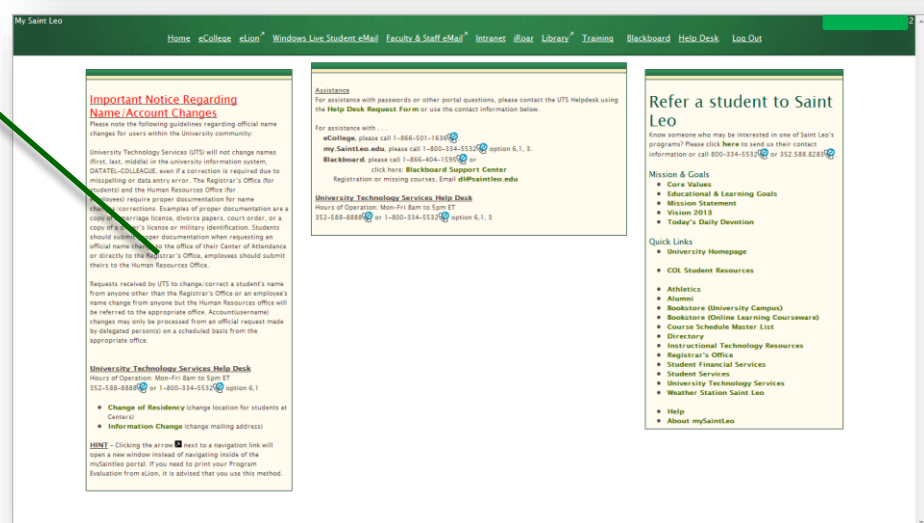 My Saint Leo
2
Home eCollege eLion Windows Live Student eMail Faculty & Staff eMail Intranet iRoar Library Training Blackboard Help Desk Log Out
Important Notice Regarding
Name/Account Changes
Please note the following guidelines regarding official name
changes for users within the University community:
University Technology Services (UTS) will not change names
(first, last, middle) in the university information system,
DATATEL-COLLEAGUE, even if a correction is required due to
misspelling or data entry error. The Registrar's Office (for
students) and the Human Resources Office (for
employees) require proper documentation for name
changes/corrections. Examples of proper documentation are a
copy of a marriage license, divorce papers, court order, or a
copy of a driver's license or military identification. Students
should submit proper documentation when requesting an
official name change to the office of their Center of Attendance
or directly to the Registrar's Office, employees should submit
theirs to the Human Resources Office.
Requests received by UTS to change/correct a student's name
from anyone other than the Registrar's Office or an employee's
name change from anyone but the Human Resources office will
be referred to the appropriate office. Account(username)
changes may only be processed from an official request made
by delegated person(s) on a scheduled basis from the
appropriate office.
University Technology Services Help Desk
Hours of Operation: Mon-Fri 8am to 5pm ET
352-588-8888 or 1-800-334-5532 option 6,1
Change of Residency (change location for students at
Centers)
Information Change (change mailing address)
HINT - Clicking the arrow next to a navigation link will
open a new window instead of navigating inside of the
mySaintleo portal. If you need to print your Program
Evaluation from eLion, it is advised that you use this method.
Assistance
For assistance with passwords or other portal questions, please contact the UTS Helpdesk using
the Help Desk Request Form or use the contact information below.
For assistance with . . .
eCollege, please call 1-866-501-1636
my.SaintLeo.edu, please call 1-800-334-5532 option 6,1, 3.
Blackboard, please call 1-866-404-1595 or
click here: Blackboard Support Center
Registration or missing courses, Email dl@saintleo.edu
University Technology Services Help Desk
Hours of Operation: Mon-Fri 8am to 5pm ET
352-588-8888 or 1-800-334-5532 option 6,1, 3
Refer a student to Saint
Leo
Know someone who may be interested in one of Saint Leo's
programs? Please click here to send us their contact
information or call 800-334-5532 or 352.588.8283
Mission & Goals
Core Values
Educational & Learning Goals
Mission Statement
Vision 2013
Today's Daily Devotion
Quick Links
University Homepage
COL Student Resources
Athletics
Alumni
Bookstore (University Campus)
Bookstore (Online Learning Courseware)
Course Schedule Master List
Directory
Instructional Technology Resources
Registrar's Office
Student Financial Services
Student Services
University Technology Services
Weather Station Saint Leo
Help
About mySaintLeo